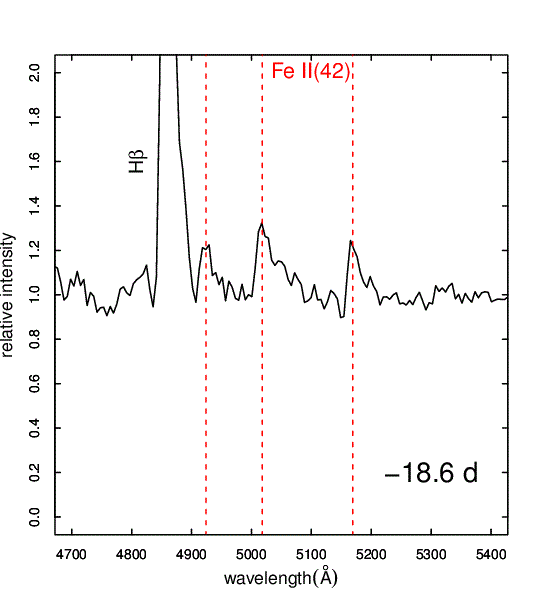 Fe II(42)
Hβ
−18.6 d
relative intensity
0.0 0.2 0.4 0.6 0.8 1.0 1.2 1.4 1.6 1.8 2.0
4700 4800 4900 5000 5100 5200 5300 5400
wavelength(Å)